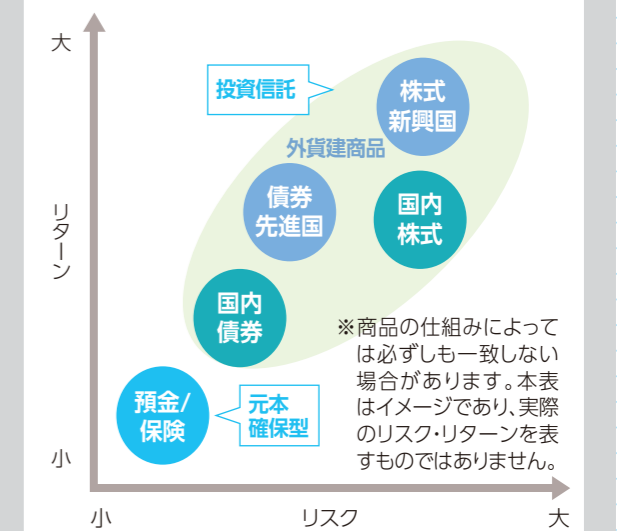 大
投資信託
株式
新興国
外貨建商品
債券
先進国
国内
株式
リターン
国内
債券
※商品の仕組みによって
は必ずしも一致しない
場合があります。本表
はイメージであり、実際
のリスク・リターンを表
すものではありません。
預金/
保険
元本
確保型
小
小
リスク
大